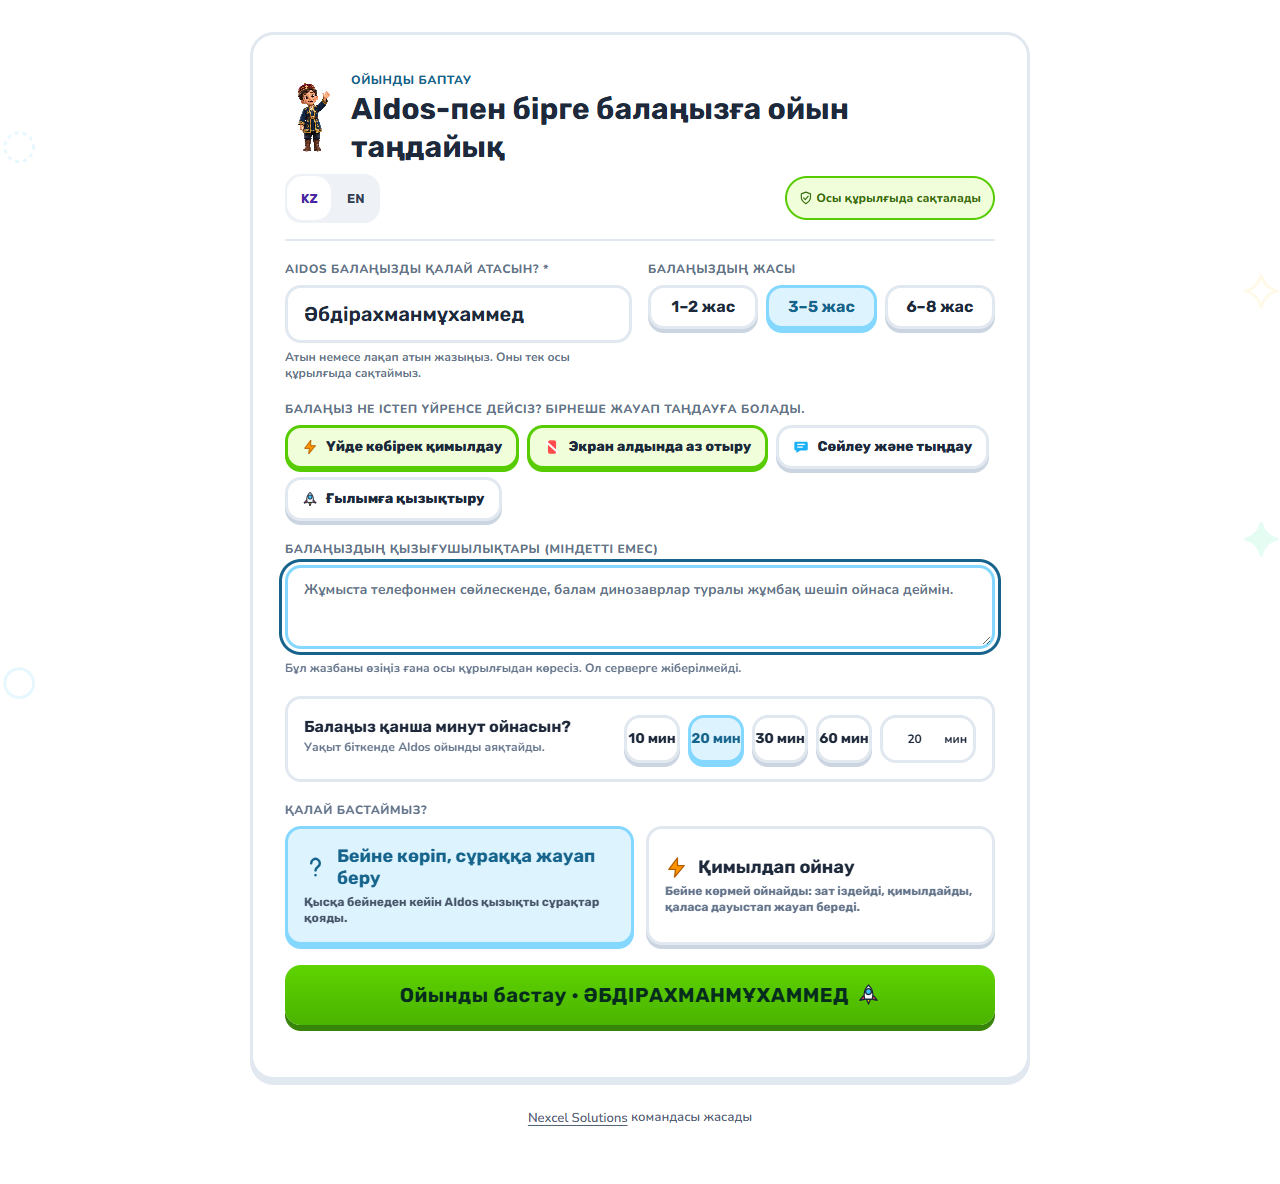 ОЙЫНДЫ БАПТАУ
Aldos-пен бірге балаңызға ойын
таңдайық
KZ
EN
Осы құрылғыда сақталады
AIDOS БАЛАҢЫЗДЫ ҚАЛАЙ АТАСЫН? *
БАЛАҢЫЗДЫҢ ЖАСЫ
Әбдірахманмұхаммед
1–2 жас
3–5 жас
6–8 жас
Атын немесе лақап атын жазыңыз. Оны тек осы
құрылғыда сақтаймыз.
БАЛАҢЫЗ НЕ ІСТЕП ҮЙРЕНСЕ ДЕЙСІЗ? БІРНЕШЕ ЖАУАП ТАҢДАУҒА БОЛАДЫ.
Үйде көбірек қимылдау
Экран алдында аз отыру
Сөйлеу және тыңдау
Ғылымға қызықтыру
БАЛАҢЫЗДЫҢ ҚЫЗЫҒУШЫЛЫҚТАРЫ (МІНДЕТТІ ЕМЕС)
Жұмыста телефонмен сөйлескенде, балам динозаврлар туралы жұмбақ шешіп ойнаса деймін.
Бұл жазбаны өзіңіз ғана осы құрылғыдан көресіз. Ол серверге жіберілмейді.
Балаңыз қанша минут ойнасын?
Уақыт біткенде Aldos ойынды аяқтайды.
10 мин
20 мин
30 мин
60 мин
20 мин
ҚАЛАЙ БАСТАЙМЫЗ?
Бейне көріп, сұраққа жауап
беру
Қысқа бейнеден кейін Aldos қызықты сұрақтар
қояды.
Қимылдап ойнау
Бейне көрмей ойнайды: зат іздейді, қимылдайды,
қаласа дауыстап жауап береді.
Ойынды бастау • ӘБДІРАХМАНМҰХАММЕД
Nexcel Solutions командасы жасады